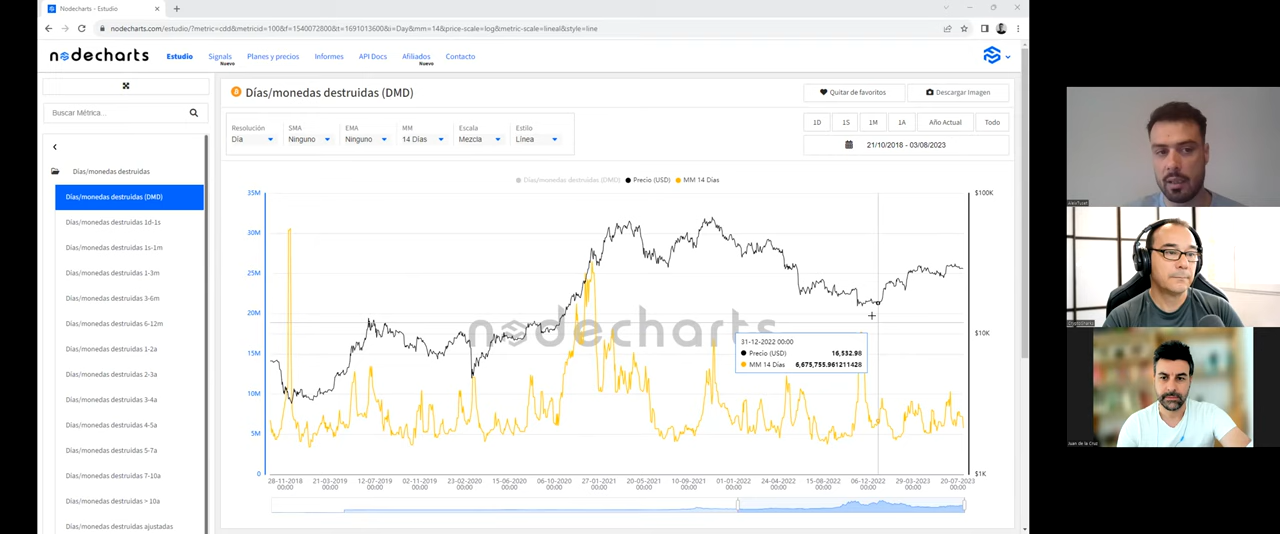 Nodecharts - Estudio
nodecharts.com/estudio/?metric=cdd&metricid=100&f=1540072800&t=1691013600&i=Day&mm=14&price-scale=log&metric-scale=lineal&style=line
nodecharts
Estudio
Signals
Nuevo
Planes y precios
Informes
API Docs
Afiliados
Nuevo
Contacto
Buscar Métrica...
Días/monedas destruidas
Días/monedas destruidas (DMD)
Días/monedas destruidas 1d-1s
Días/monedas destruidas 1s-1m
Días/monedas destruidas 1-3m
Días/monedas destruidas 3-6m
Días/monedas destruidas 6-12m
Días/monedas destruidas 1-2a
Días/monedas destruidas 2-3a
Días/monedas destruidas 3-4a
Días/monedas destruidas 4-5a
Días/monedas destruidas 5-7a
Días/monedas destruidas 7-10a
Días/monedas destruidas > 10a
Días/monedas destruidas ajustadas
Días/monedas destruidas (DMD)
Quitar de favoritos
Descargar Imagen
Resolución
Día
SMA
Ninguno
EMA
Ninguno
MM
14 Días
Escala
Mezcla
Estilo
Línea
1D
1S
1M
1A
Año Actual
Todo
21/10/2018 - 03/08/2023
Días/monedas destruidas (DMD)
Precio (USD)
MM 14 Días
35M
30M
25M
20M
15M
10M
5M
0
$100K
$10K
$1K
nodecharts
31-12-2022 00:00
Precio (USD) 16,532.98
MM 14 Días 6,675,755.961211428
28-11-2018 00:00
21-03-2019 00:00
12-07-2019 00:00
02-11-2019 00:00
23-02-2020 00:00
15-06-2020 00:00
06-10-2020 00:00
27-01-2021 00:00
20-05-2021 00:00
10-09-2021 00:00
01-01-2022 00:00
24-04-2022 00:00
15-08-2022 00:00
06-12-2022 00:00
29-03-2023 00:00
20-07-2023 00:00
Juan de la Cruz